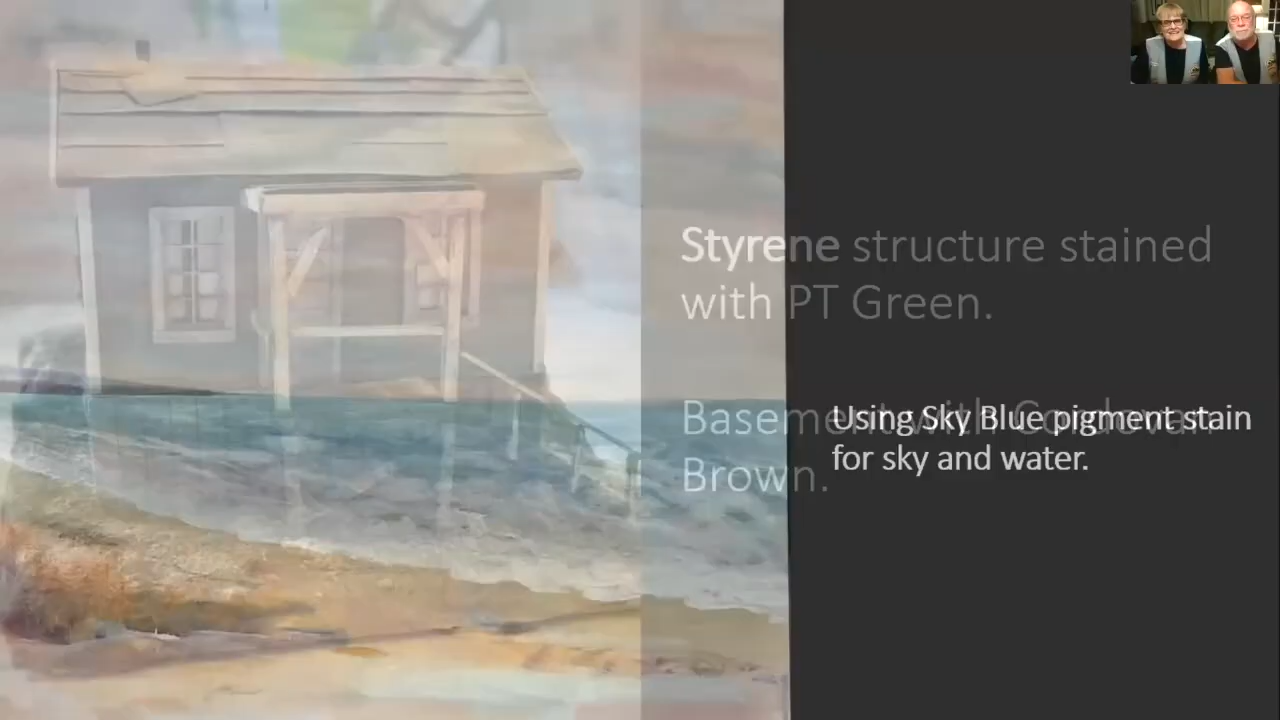 Styrene structure stained
with PT Green.
Basement with Cordovan
Brown.
Using Sky Blue pigment stain
for sky and water.